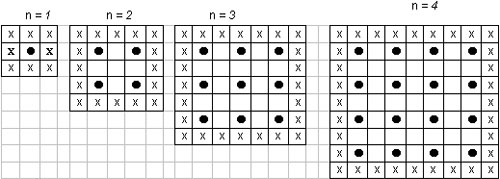 n = 1 n = 2 n = 3 n = 4
X X X X X X X X X X X X X X X X X X X X X X X X
X ● X X ● ● X X ● ● ● X X ● ● ● ● X
X X X X X X X X X
X ● ● X X ● ● ● X X ● ● ● ● X
X X X X X X X X X
X ● ● ● X X ● ● ● ● X
X X X X X X X X X
X ● ● ● ● X
X X X X X X X X X